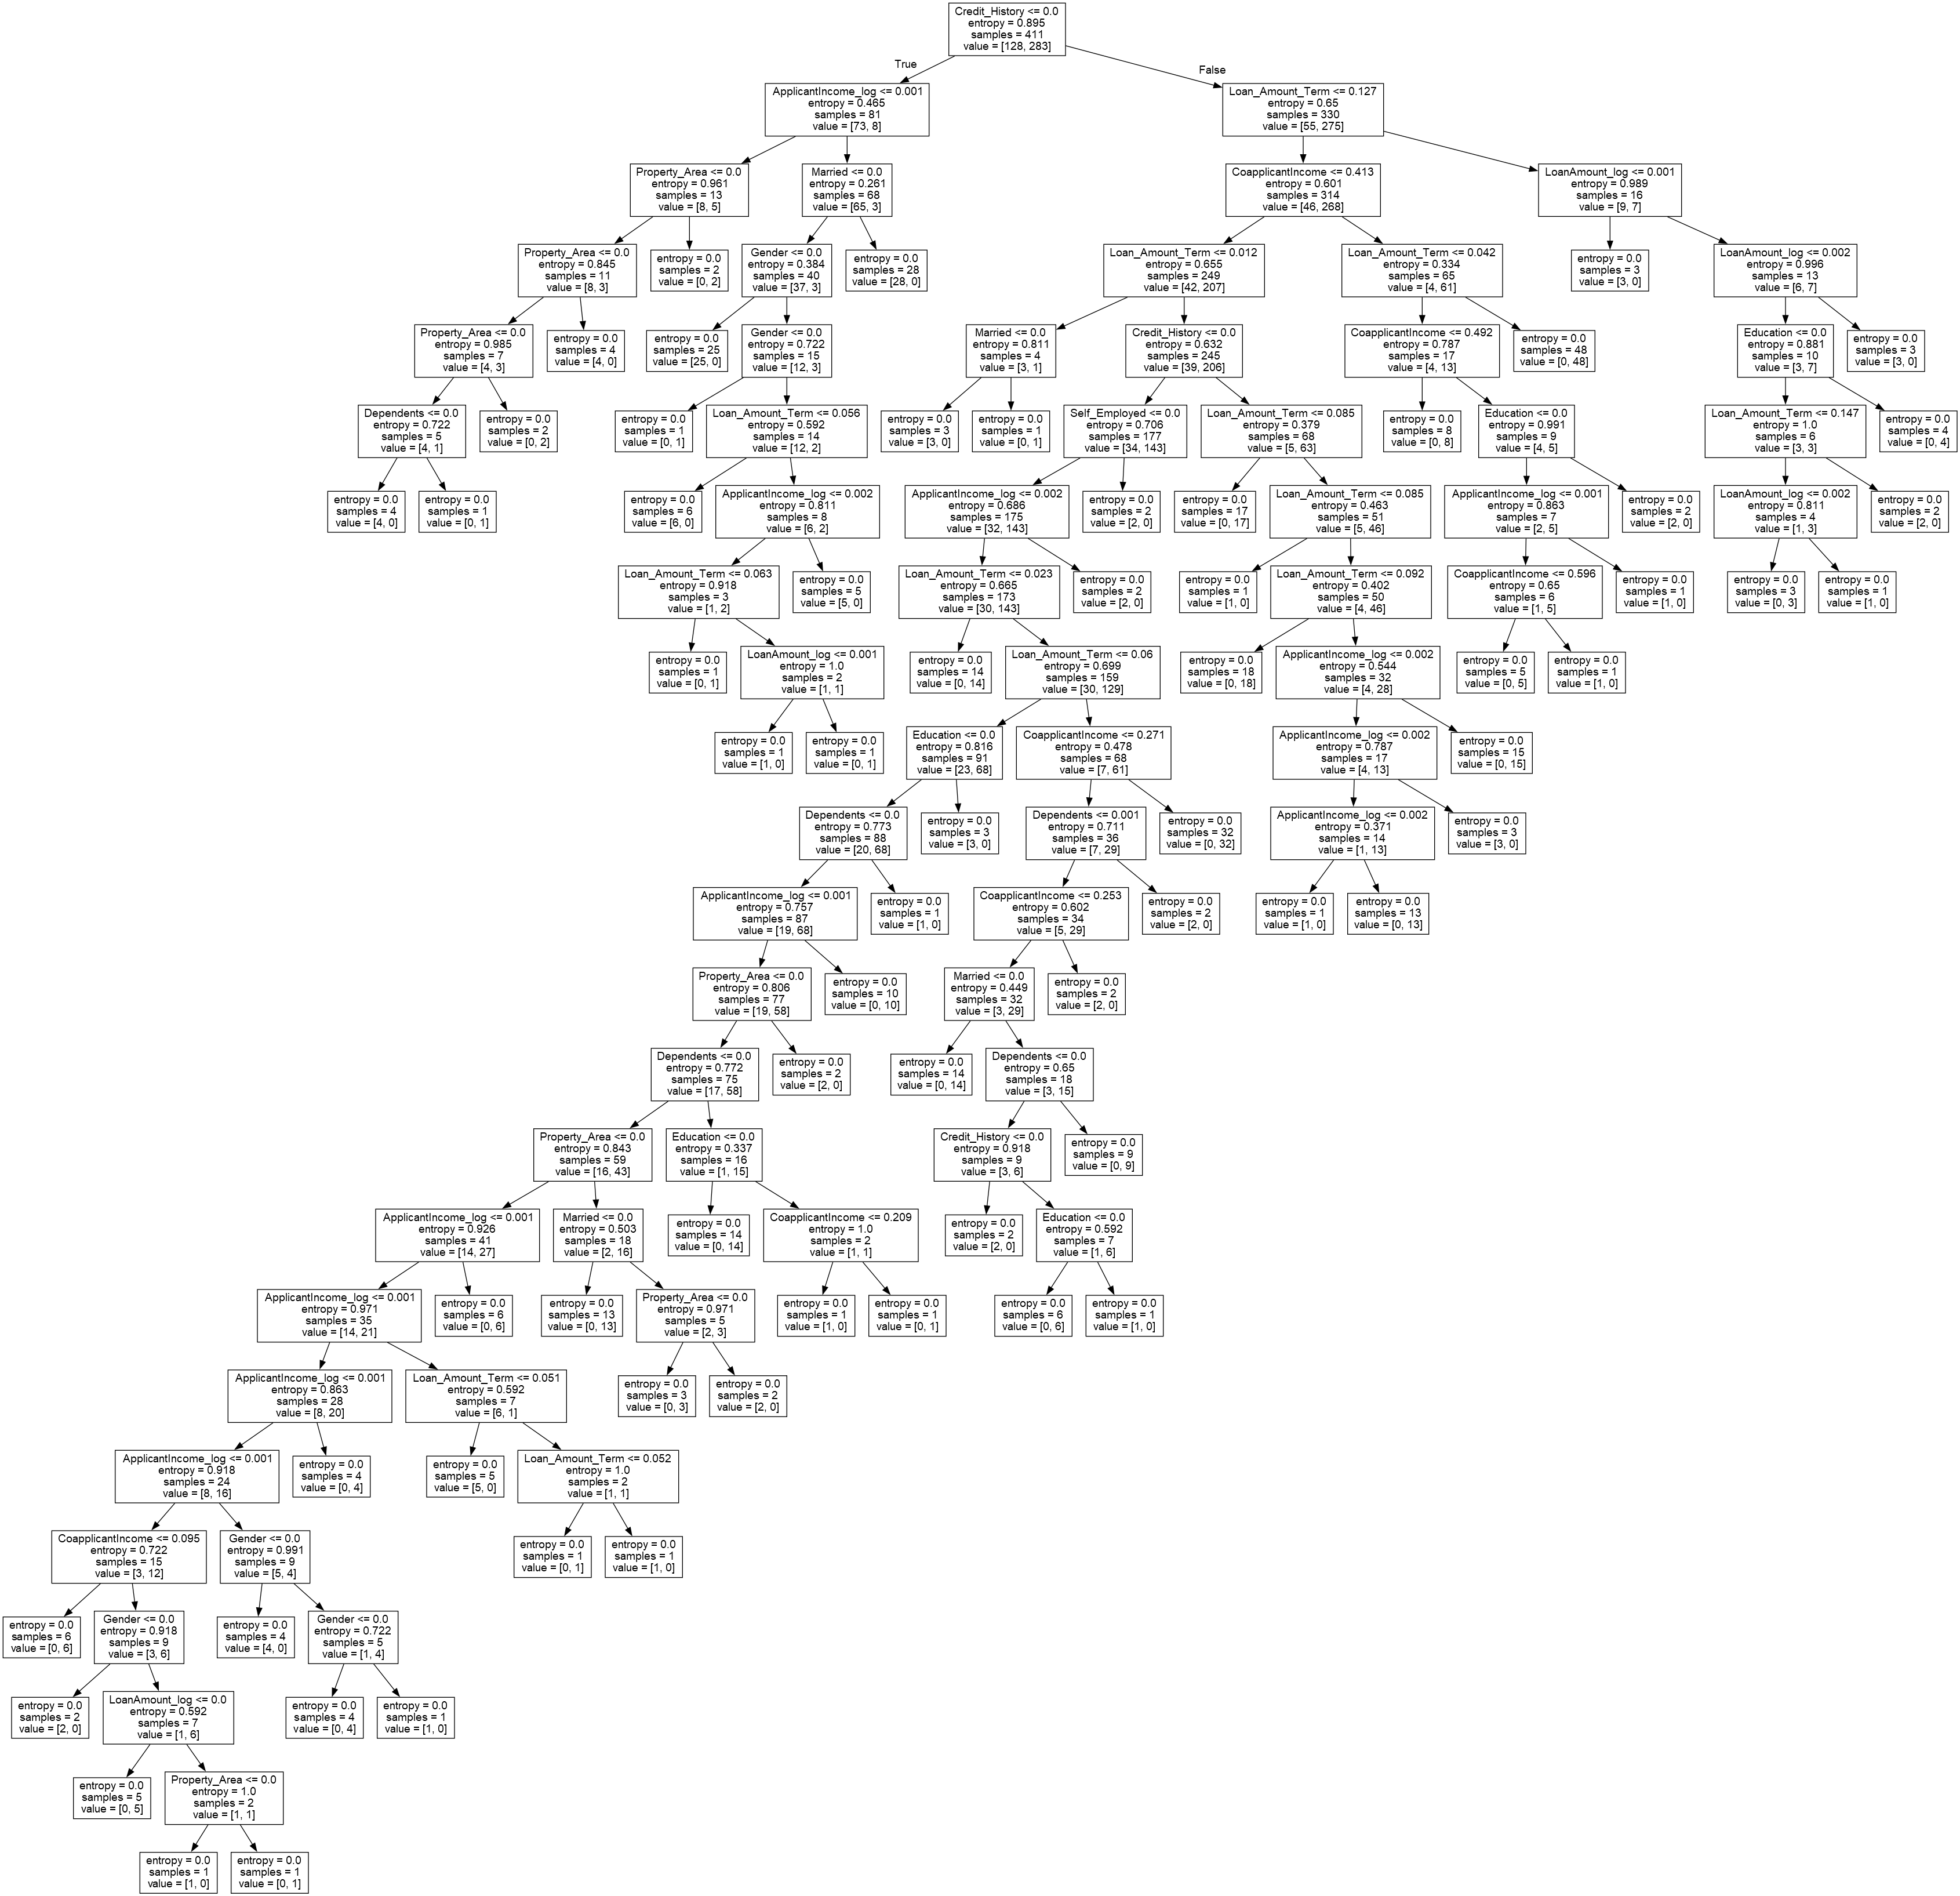 Credit_History <= 0.0
entropy = 0.895
samples = 411
value = [128, 283]
True
False
ApplicantIncome_log <= 0.001
entropy = 0.465
samples = 81
value = [73, 8]
Loan_Amount_Term <= 0.127
entropy = 0.65
samples = 330
value = [55, 275]
Property_Area <= 0.0
entropy = 0.961
samples = 13
value = [8, 5]
Married <= 0.0
entropy = 0.261
samples = 68
value = [65, 3]
CoapplicantIncome <= 0.413
entropy = 0.601
samples = 314
value = [46, 268]
LoanAmount_log <= 0.001
entropy = 0.989
samples = 16
value = [9, 7]
Property_Area <= 0.0
entropy = 0.845
samples = 11
value = [8, 3]
entropy = 0.0
samples = 2
value = [0, 2]
Gender <= 0.0
entropy = 0.384
samples = 40
value = [37, 3]
entropy = 0.0
samples = 28
value = [28, 0]
Loan_Amount_Term <= 0.012
entropy = 0.655
samples = 249
value = [42, 207]
Loan_Amount_Term <= 0.042
entropy = 0.334
samples = 65
value = [4, 61]
entropy = 0.0
samples = 3
value = [3, 0]
LoanAmount_log <= 0.002
entropy = 0.996
samples = 13
value = [6, 7]
Property_Area <= 0.0
entropy = 0.985
samples = 7
value = [4, 3]
entropy = 0.0
samples = 4
value = [4, 0]
entropy = 0.0
samples = 25
value = [25, 0]
Gender <= 0.0
entropy = 0.722
samples = 15
value = [12, 3]
Married <= 0.0
entropy = 0.811
samples = 4
value = [3, 1]
Credit_History <= 0.0
entropy = 0.632
samples = 245
value = [39, 206]
CoapplicantIncome <= 0.492
entropy = 0.787
samples = 17
value = [4, 13]
entropy = 0.0
samples = 48
value = [0, 48]
Education <= 0.0
entropy = 0.881
samples = 10
value = [3, 7]
entropy = 0.0
samples = 3
value = [3, 0]
Dependents <= 0.0
entropy = 0.722
samples = 5
value = [4, 1]
entropy = 0.0
samples = 2
value = [0, 2]
entropy = 0.0
samples = 1
value = [0, 1]
Loan_Amount_Term <= 0.056
entropy = 0.592
samples = 14
value = [12, 2]
entropy = 0.0
samples = 3
value = [3, 0]
entropy = 0.0
samples = 1
value = [0, 1]
Self_Employed <= 0.0
entropy = 0.706
samples = 177
value = [34, 143]
Loan_Amount_Term <= 0.085
entropy = 0.379
samples = 68
value = [5, 63]
entropy = 0.0
samples = 8
value = [0, 8]
Education <= 0.0
entropy = 0.991
samples = 9
value = [4, 5]
Loan_Amount_Term <= 0.147
entropy = 1.0
samples = 6
value = [3, 3]
entropy = 0.0
samples = 4
value = [0, 4]
entropy = 0.0
samples = 4
value = [4, 0]
entropy = 0.0
samples = 1
value = [0, 1]
entropy = 0.0
samples = 6
value = [6, 0]
ApplicantIncome_log <= 0.002
entropy = 0.811
samples = 8
value = [6, 2]
ApplicantIncome_log <= 0.002
entropy = 0.686
samples = 175
value = [32, 143]
entropy = 0.0
samples = 2
value = [2, 0]
entropy = 0.0
samples = 17
value = [0, 17]
Loan_Amount_Term <= 0.085
entropy = 0.463
samples = 51
value = [5, 46]
ApplicantIncome_log <= 0.001
entropy = 0.863
samples = 7
value = [2, 5]
entropy = 0.0
samples = 2
value = [2, 0]
LoanAmount_log <= 0.002
entropy = 0.811
samples = 4
value = [1, 3]
entropy = 0.0
samples = 2
value = [2, 0]
Loan_Amount_Term <= 0.063
entropy = 0.918
samples = 3
value = [1, 2]
entropy = 0.0
samples = 5
value = [5, 0]
Loan_Amount_Term <= 0.023
entropy = 0.665
samples = 173
value = [30, 143]
entropy = 0.0
samples = 2
value = [2, 0]
entropy = 0.0
samples = 1
value = [1, 0]
Loan_Amount_Term <= 0.092
entropy = 0.402
samples = 50
value = [4, 46]
CoapplicantIncome <= 0.596
entropy = 0.65
samples = 6
value = [1, 5]
entropy = 0.0
samples = 1
value = [1, 0]
entropy = 0.0
samples = 3
value = [0, 3]
entropy = 0.0
samples = 1
value = [1, 0]
entropy = 0.0
samples = 1
value = [0, 1]
LoanAmount_log <= 0.001
entropy = 1.0
samples = 2
value = [1, 1]
entropy = 0.0
samples = 14
value = [0, 14]
Loan_Amount_Term <= 0.06
entropy = 0.699
samples = 159
value = [30, 129]
entropy = 0.0
samples = 18
value = [0, 18]
ApplicantIncome_log <= 0.002
entropy = 0.544
samples = 32
value = [4, 28]
entropy = 0.0
samples = 5
value = [0, 5]
entropy = 0.0
samples = 1
value = [1, 0]
entropy = 0.0
samples = 1
value = [1, 0]
entropy = 0.0
samples = 1
value = [0, 1]
Education <= 0.0
entropy = 0.816
samples = 91
value = [23, 68]
CoapplicantIncome <= 0.271
entropy = 0.478
samples = 68
value = [7, 61]
ApplicantIncome_log <= 0.002
entropy = 0.787
samples = 17
value = [4, 13]
entropy = 0.0
samples = 15
value = [0, 15]
Dependents <= 0.0
entropy = 0.773
samples = 88
value = [20, 68]
entropy = 0.0
samples = 3
value = [3, 0]
Dependents <= 0.001
entropy = 0.711
samples = 36
value = [7, 29]
entropy = 0.0
samples = 32
value = [0, 32]
ApplicantIncome_log <= 0.002
entropy = 0.371
samples = 14
value = [1, 13]
entropy = 0.0
samples = 3
value = [3, 0]
ApplicantIncome_log <= 0.001
entropy = 0.757
samples = 87
value = [19, 68]
entropy = 0.0
samples = 1
value = [1, 0]
CoapplicantIncome <= 0.253
entropy = 0.602
samples = 34
value = [5, 29]
entropy = 0.0
samples = 2
value = [2, 0]
entropy = 0.0
samples = 1
value = [1, 0]
entropy = 0.0
samples = 13
value = [0, 13]
Property_Area <= 0.0
entropy = 0.806
samples = 77
value = [19, 58]
entropy = 0.0
samples = 10
value = [0, 10]
Married <= 0.0
entropy = 0.449
samples = 32
value = [3, 29]
entropy = 0.0
samples = 2
value = [2, 0]
Dependents <= 0.0
entropy = 0.772
samples = 75
value = [17, 58]
entropy = 0.0
samples = 2
value = [2, 0]
entropy = 0.0
samples = 14
value = [0, 14]
Dependents <= 0.0
entropy = 0.65
samples = 18
value = [3, 15]
Property_Area <= 0.0
entropy = 0.843
samples = 59
value = [16, 43]
Education <= 0.0
entropy = 0.337
samples = 16
value = [1, 15]
Credit_History <= 0.0
entropy = 0.918
samples = 9
value = [3, 6]
entropy = 0.0
samples = 9
value = [0, 9]
ApplicantIncome_log <= 0.001
entropy = 0.926
samples = 41
value = [14, 27]
Married <= 0.0
entropy = 0.503
samples = 18
value = [2, 16]
entropy = 0.0
samples = 14
value = [0, 14]
CoapplicantIncome <= 0.209
entropy = 1.0
samples = 2
value = [1, 1]
entropy = 0.0
samples = 2
value = [2, 0]
Education <= 0.0
entropy = 0.592
samples = 7
value = [1, 6]
ApplicantIncome_log <= 0.001
entropy = 0.971
samples = 35
value = [14, 21]
entropy = 0.0
samples = 6
value = [0, 6]
entropy = 0.0
samples = 13
value = [0, 13]
Property_Area <= 0.0
entropy = 0.971
samples = 5
value = [2, 3]
entropy = 0.0
samples = 1
value = [1, 0]
entropy = 0.0
samples = 1
value = [0, 1]
entropy = 0.0
samples = 6
value = [0, 6]
entropy = 0.0
samples = 1
value = [1, 0]
ApplicantIncome_log <= 0.001
entropy = 0.863
samples = 28
value = [8, 20]
Loan_Amount_Term <= 0.051
entropy = 0.592
samples = 7
value = [6, 1]
entropy = 0.0
samples = 3
value = [0, 3]
entropy = 0.0
samples = 2
value = [2, 0]
ApplicantIncome_log <= 0.001
entropy = 0.918
samples = 24
value = [8, 16]
entropy = 0.0
samples = 4
value = [0, 4]
entropy = 0.0
samples = 5
value = [5, 0]
Loan_Amount_Term <= 0.052
entropy = 1.0
samples = 2
value = [1, 1]
CoapplicantIncome <= 0.095
entropy = 0.722
samples = 15
value = [3, 12]
Gender <= 0.0
entropy = 0.991
samples = 9
value = [5, 4]
entropy = 0.0
samples = 1
value = [0, 1]
entropy = 0.0
samples = 1
value = [1, 0]
entropy = 0.0
samples = 6
value = [0, 6]
Gender <= 0.0
entropy = 0.918
samples = 9
value = [3, 6]
entropy = 0.0
samples = 4
value = [4, 0]
Gender <= 0.0
entropy = 0.722
samples = 5
value = [1, 4]
entropy = 0.0
samples = 2
value = [2, 0]
LoanAmount_log <= 0.0
entropy = 0.592
samples = 7
value = [1, 6]
entropy = 0.0
samples = 4
value = [0, 4]
entropy = 0.0
samples = 1
value = [1, 0]
entropy = 0.0
samples = 5
value = [0, 5]
Property_Area <= 0.0
entropy = 1.0
samples = 2
value = [1, 1]
entropy = 0.0
samples = 1
value = [1, 0]
entropy = 0.0
samples = 1
value = [0, 1]